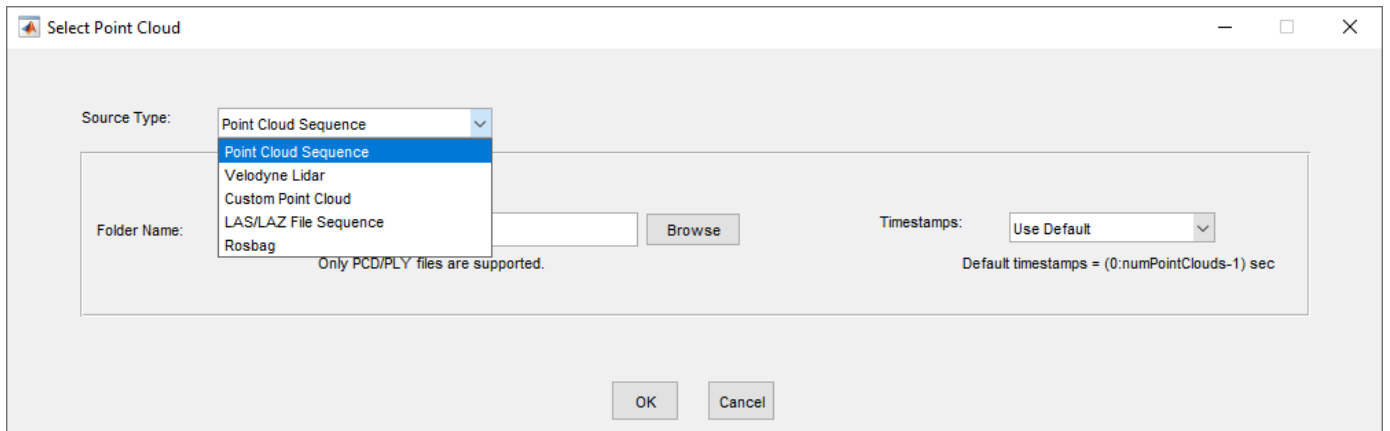 Select Point Cloud
Source Type:
Point Cloud Sequence
Point Cloud Sequence
Velodyne Lidar
Custom Point Cloud
LAS/LAZ File Sequence
Rosbag
Folder Name:
Browse
Timestamps:
Use Default
Only PCD/PLY files are supported.
Default timestamps = (0:numPointClouds-1) sec
OK
Cancel